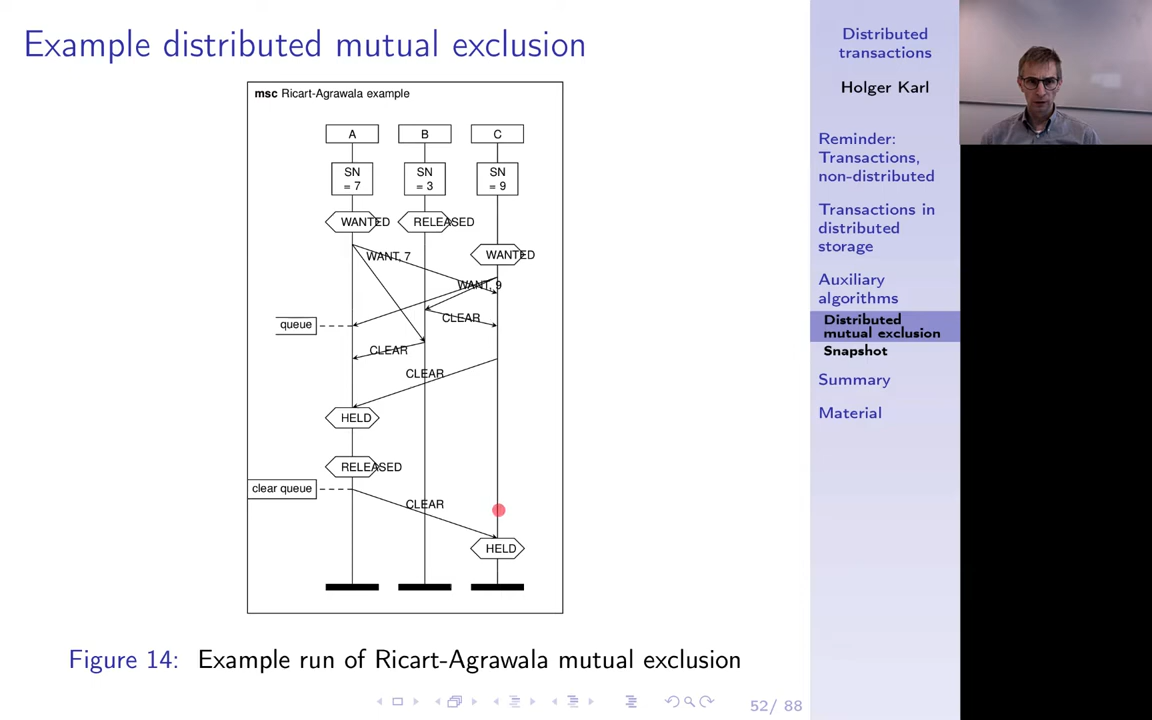 Example distributed mutual exclusion
msc Ricart-Agrawala example
A
B
C
SN
= 7
SN
= 3
SN
= 9
WANTED
RELEASED
WANTED
WANT, 7
WANT, 9
CLEAR
queue
CLEAR
CLEAR
HELD
RELEASED
clear queue
CLEAR
HELD
Figure 14: Example run of Ricart-Agrawala mutual exclusion
52/ 88
Distributed
transactions
Holger Karl
Reminder:
Transactions,
non-distributed
Transactions in
distributed
storage
Auxiliary
algorithms
Distributed
mutual exclusion
Snapshot
Summary
Material